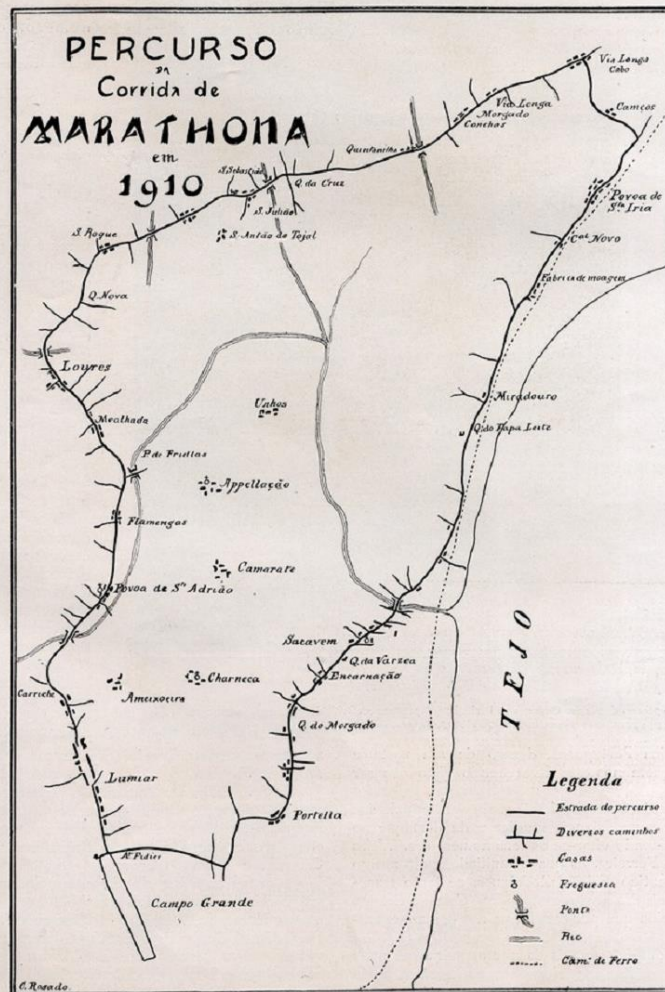 PERCURSO
DA
Corrida de
MARATHONA
em
1910
Via Longa
Cabo
Camços
Via Longa
Morgado
Conchas
Quintanilho
S. Sebastião
Q. da Cruz
S. Julião
S. Antão do Tojal
Povoa de
Sta Iria
Cal Novo
Fabrica de moagem
S. Roque
Q. Nova
Loures
Mealhada
Unhos
Miradouro
Q. do Papa Leite
P. de Friellas
Appellação
Flamengas
Camarate
Povoa de Sto Adrião
Sacavem
Q. da Varzea
Encarnação
Carriche
Ameixoeira
Charneca
Q. do Morgado
TEJO
Lumiar
Portella
Campo Grande
Legenda
Estrada do percurso
Diversos caminhos
Casas
Freguesia
Ponte
Rio
Camo de Ferro
C. Rosado.